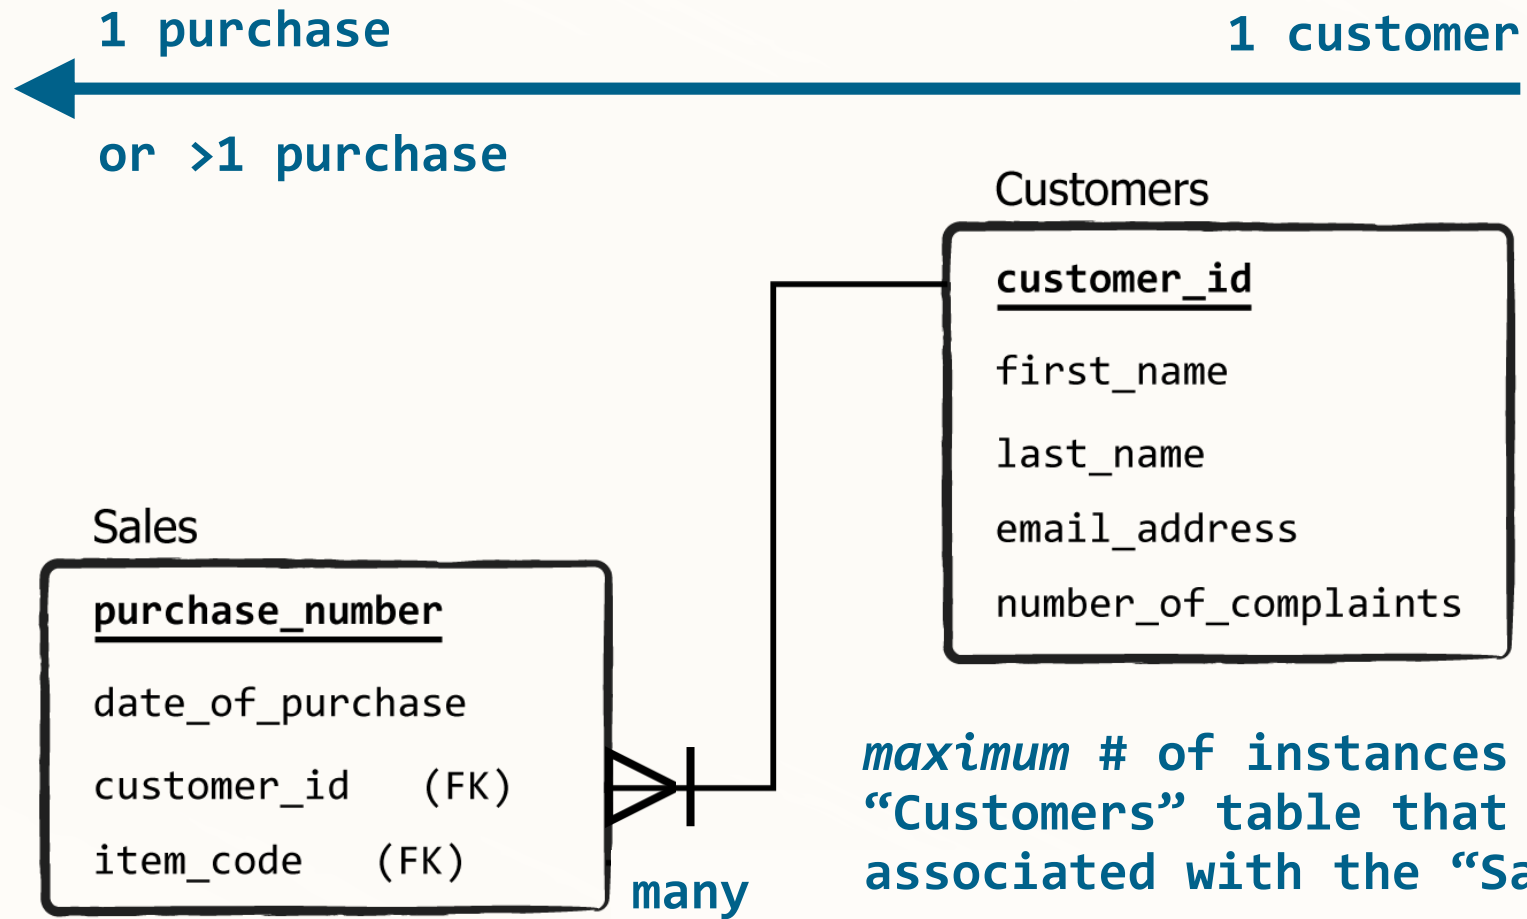 1 purchase
1 customer
or >1 purchase
Customers
customer_id
first_name
last_name
email_address
number_of_complaints
Sales
purchase_number
date_of_purchase
customer_id (FK)
item_code (FK)
many
maximum # of instances
“Customers” table that
associated with the “Sa